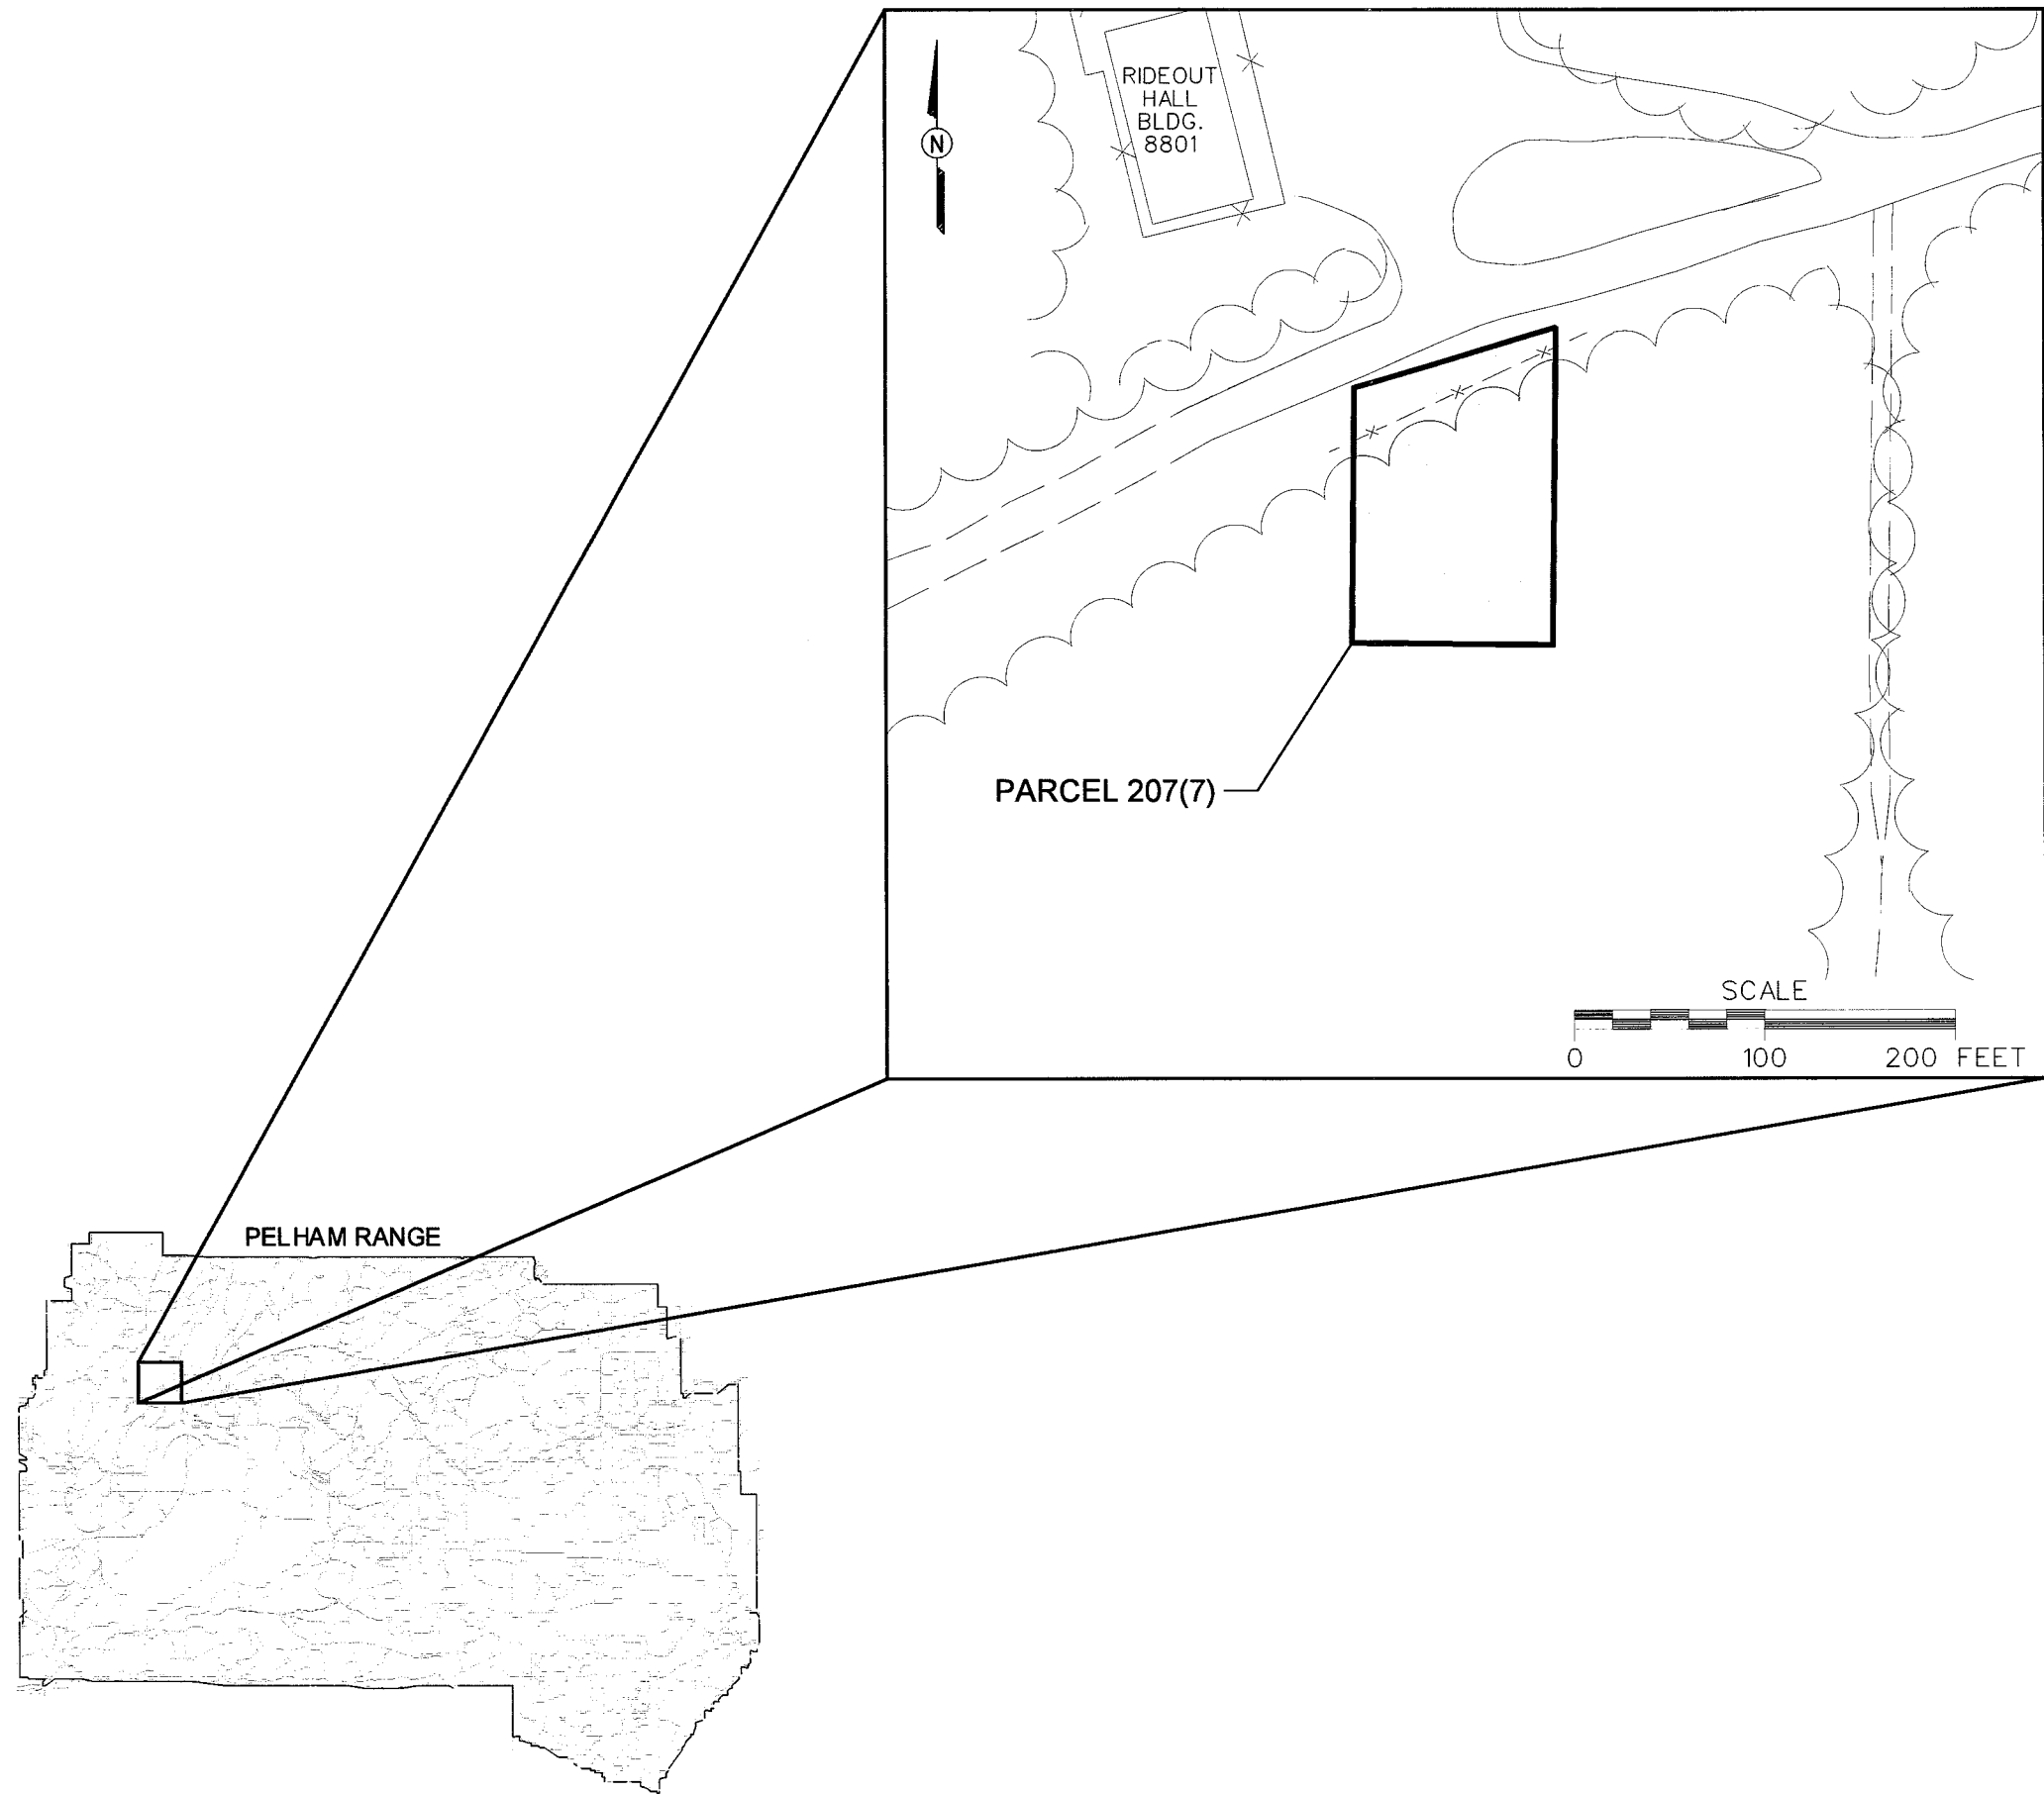 RIDEOUT
HALL
BLDG.
8801
N
PARCEL 207(7)
SCALE
0 100 200 FEET
PELHAM RANGE